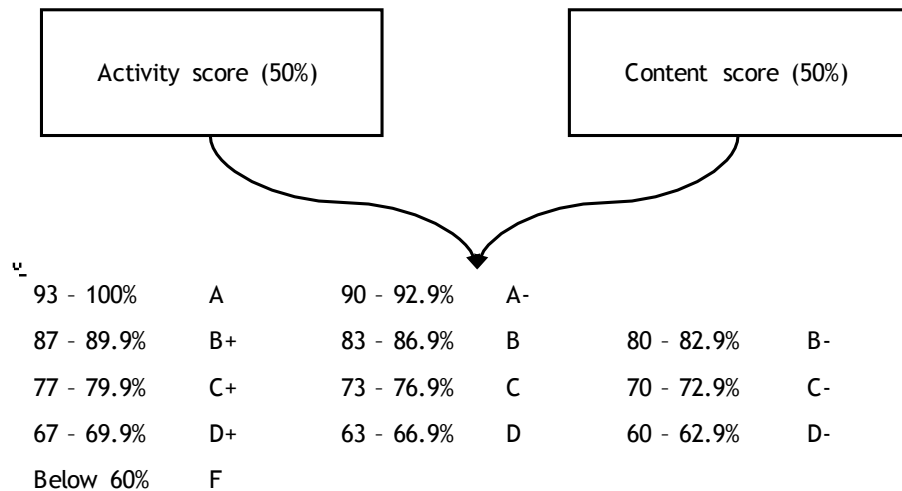 Activity score (50%)
Content score (50%)
93 - 100% A 90 - 92.9% A-
87 - 89.9% B+ 83 - 86.9% B 80 - 82.9% B-
77 - 79.9% C+ 73 - 76.9% C 70 - 72.9% C-
67 - 69.9% D+ 63 - 66.9% D 60 - 62.9% D-
Below 60% F